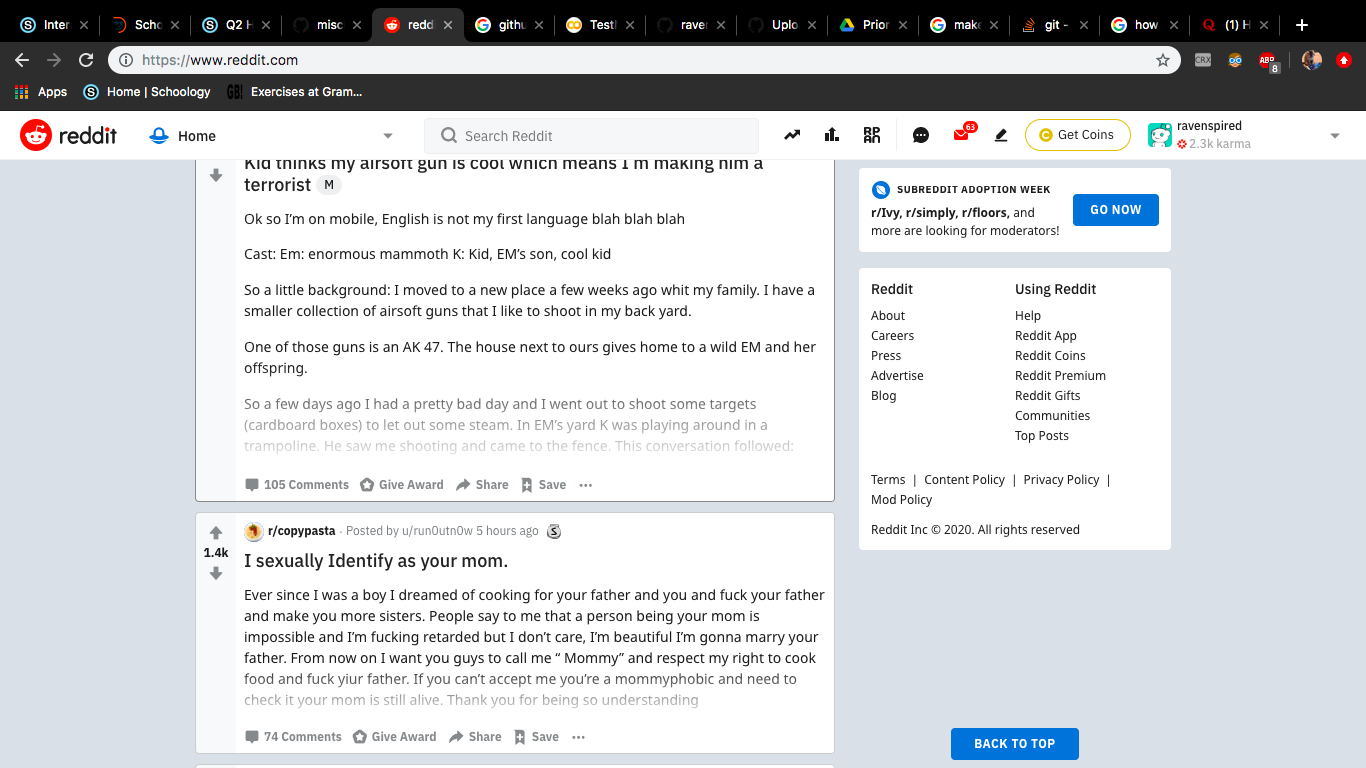 Inter
Scho
Q2 H
misc
reddi
githu
TestI
raver
Uplo
Prior
make
git -
how
(1) H
https://www.reddit.com
CRX
ABP
8
Apps
Home | Schoology
GB!
Exercises at Gram...
reddit
Home
Search Reddit
RP
AN
63
Get Coins
ravenspired
2.3k karma
Kid thinks my airsoft gun is cool which means I'm making him a
terrorist M
Ok so I'm on mobile, English is not my first language blah blah blah
Cast: Em: enormous mammoth K: Kid, EM's son, cool kid
So a little background: I moved to a new place a few weeks ago whit my family. I have a
smaller collection of airsoft guns that I like to shoot in my back yard.
One of those guns is an AK 47. The house next to ours gives home to a wild EM and her
offspring.
So a few days ago I had a pretty bad day and I went out to shoot some targets
(cardboard boxes) to let out some steam. In EM's yard K was playing around in a
trampoline. He saw me shooting and came to the fence. This conversation followed:
105 Comments Give Award Share Save ...
r/copypasta · Posted by u/run0utn0w 5 hours ago S
1.4k
I sexually Identify as your mom.
Ever since I was a boy I dreamed of cooking for your father and you and fuck your father
and make you more sisters. People say to me that a person being your mom is
impossible and I'm fucking retarded but I don't care, I'm beautiful I'm gonna marry your
father. From now on I want you guys to call me “ Mommy” and respect my right to cook
food and fuck yiur father. If you can't accept me you're a mommyphobic and need to
check it your mom is still alive. Thank you for being so understanding
74 Comments Give Award Share Save ...
SUBREDDIT ADOPTION WEEK
r/Ivy, r/simply, r/floors, and
more are looking for moderators!
GO NOW
Reddit
About
Careers
Press
Advertise
Blog
Using Reddit
Help
Reddit App
Reddit Coins
Reddit Premium
Reddit Gifts
Communities
Top Posts
Terms | Content Policy | Privacy Policy |
Mod Policy
Reddit Inc © 2020. All rights reserved
BACK TO TOP